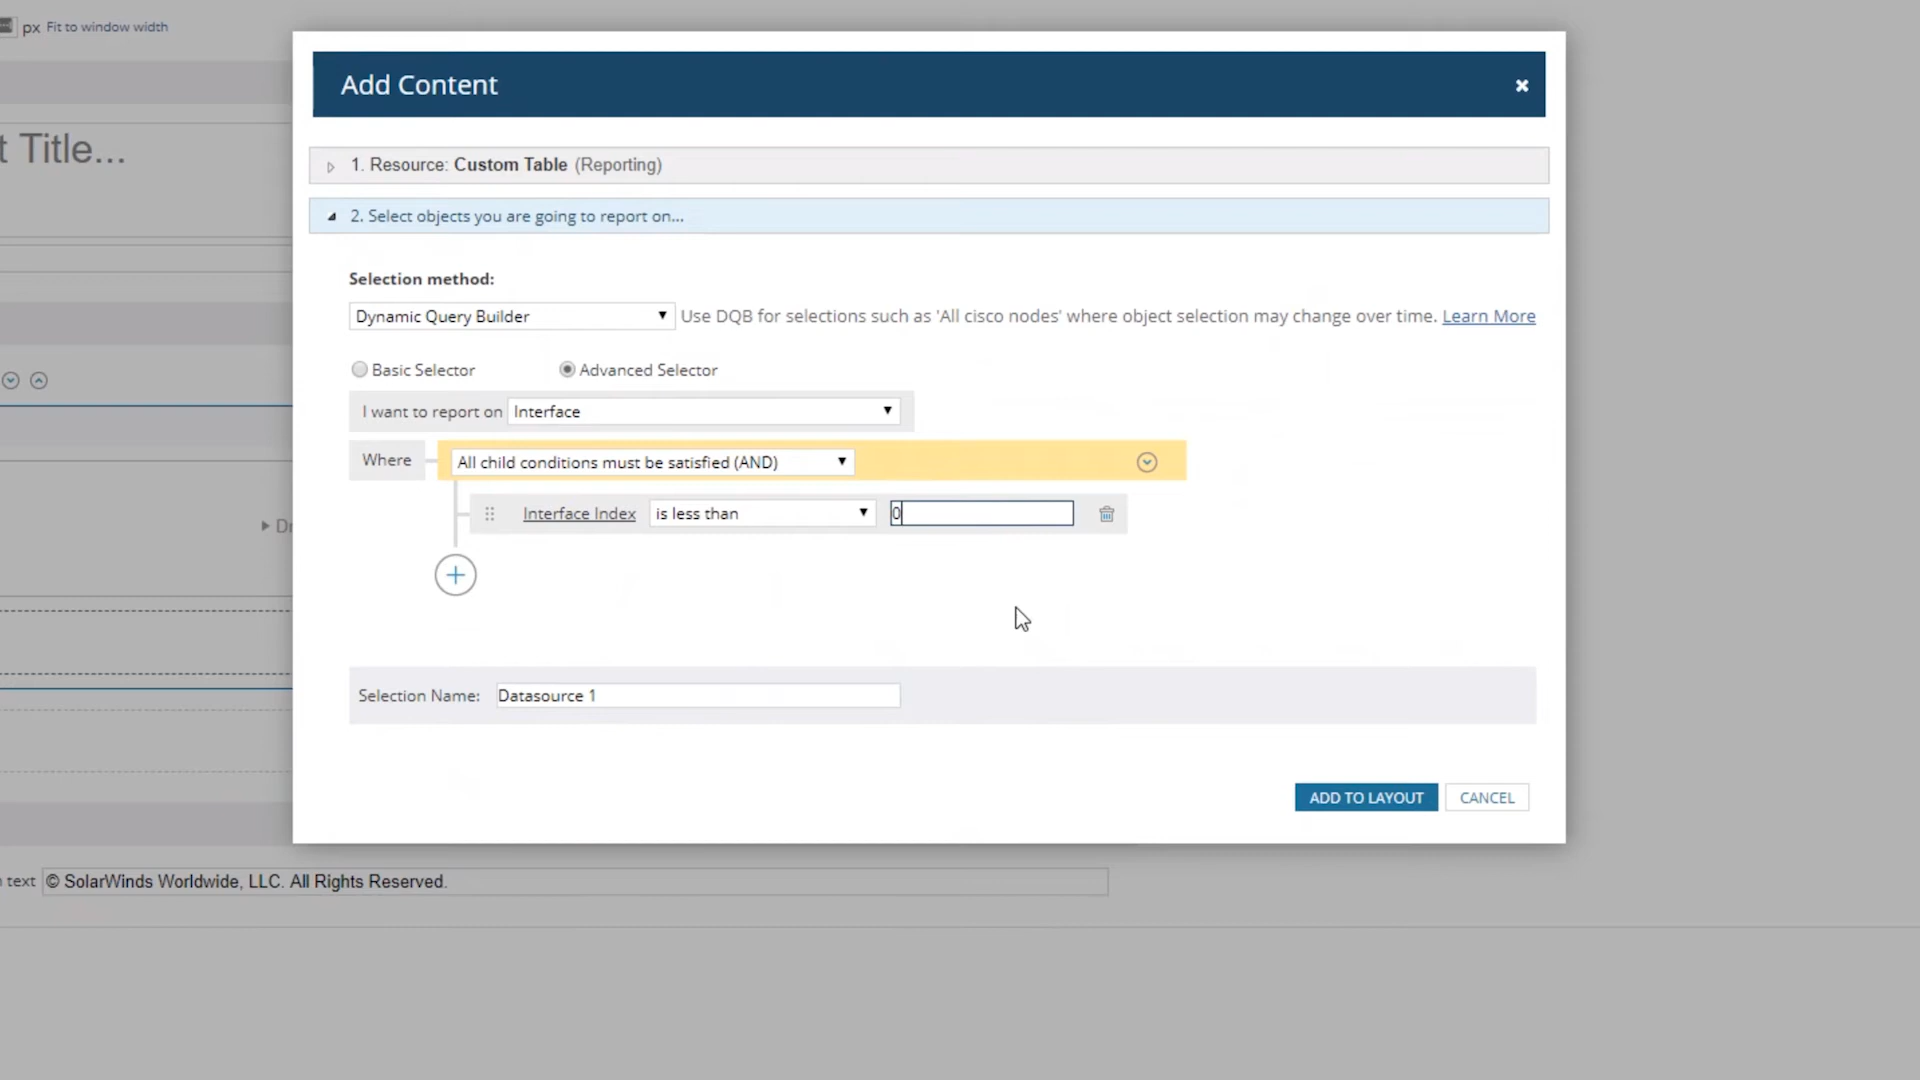 px Fit to window width
Add Content
t Title...
1. Resource: Custom Table (Reporting)
2. Select objects you are going to report on...
Selection method:
Dynamic Query Builder Use DQB for selections such as 'All cisco nodes' where object selection may change over time. Learn More
Basic Selector Advanced Selector
I want to report on Interface
Where All child conditions must be satisfied (AND)
Interface Index is less than 0
Dr
Selection Name: Datasource 1
ADD TO LAYOUT CANCEL
text © SolarWinds Worldwide, LLC. All Rights Reserved.